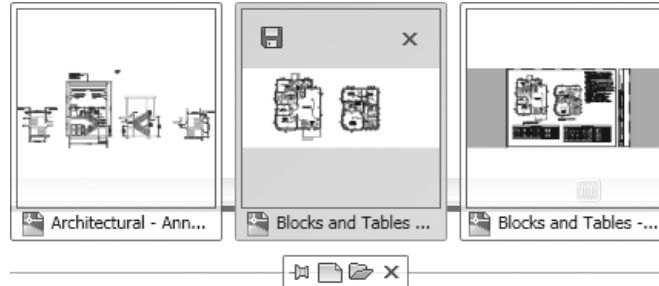 Architectural - Ann...
Blocks and Tables ...
Blocks and Tables -...